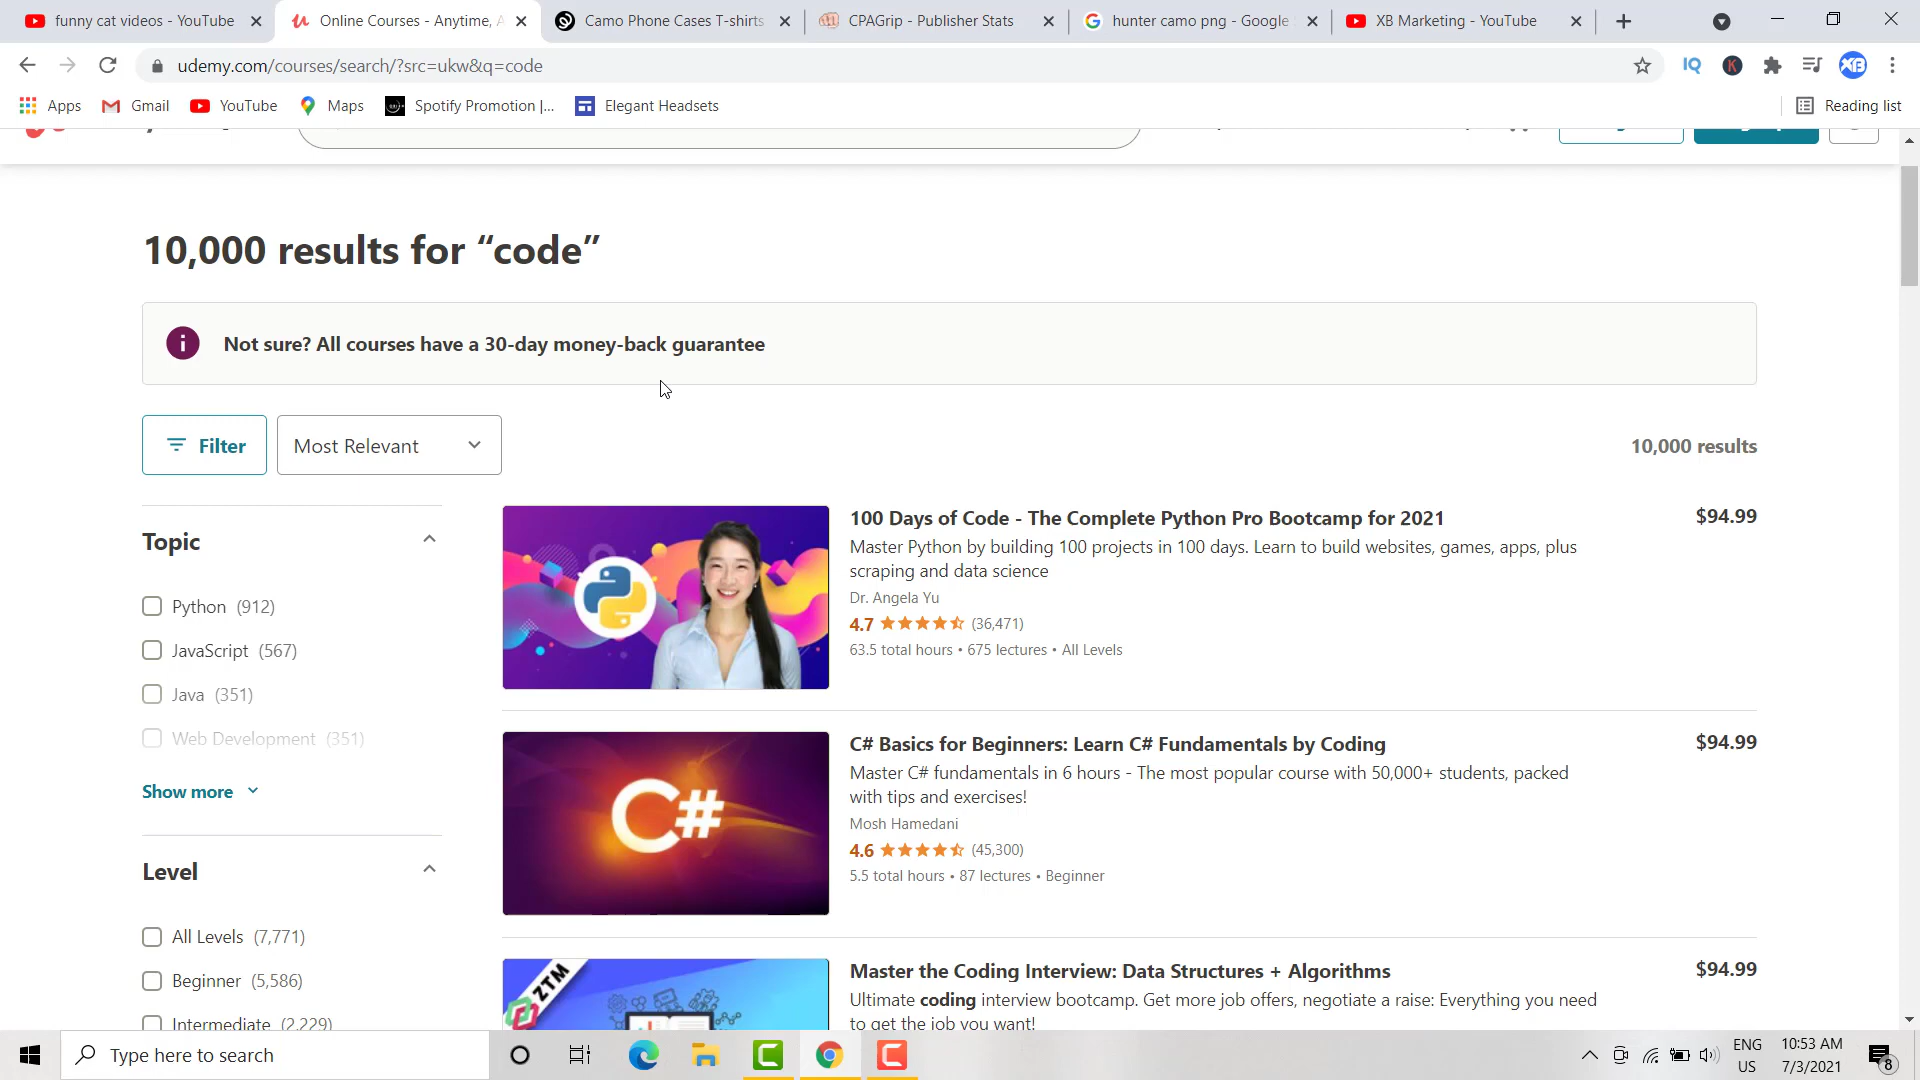 funny cat videos - YouTube
Online Courses - Anytime, A
Camo Phone Cases T-shirts
CPAGrip - Publisher Stats
hunter camo png - Google
XB Marketing - YouTube
udemy.com/courses/search/?src=ukw&q=code
IQ
K
XB
Apps
Gmail
YouTube
Maps
Spotify Promotion |...
Elegant Headsets
Reading list
10,000 results for “code”
Not sure? All courses have a 30-day money-back guarantee
Filter
Most Relevant
10,000 results
Topic
Python (912)
JavaScript (567)
Java (351)
Web Development (351)
Show more
Level
All Levels (7,771)
Beginner (5,586)
Intermediate (2,229)
100 Days of Code - The Complete Python Pro Bootcamp for 2021
$94.99
Master Python by building 100 projects in 100 days. Learn to build websites, games, apps, plus
scraping and data science
Dr. Angela Yu
4.7 (36,471)
63.5 total hours • 675 lectures • All Levels
C#
C# Basics for Beginners: Learn C# Fundamentals by Coding
$94.99
Master C# fundamentals in 6 hours - The most popular course with 50,000+ students, packed
with tips and exercises!
Mosh Hamedani
4.6 (45,300)
5.5 total hours • 87 lectures • Beginner
ZTM
Master the Coding Interview: Data Structures + Algorithms
$94.99
Ultimate coding interview bootcamp. Get more job offers, negotiate a raise: Everything you need
to get the job you want!
Type here to search
ENG
US
10:53 AM
7/3/2021
8